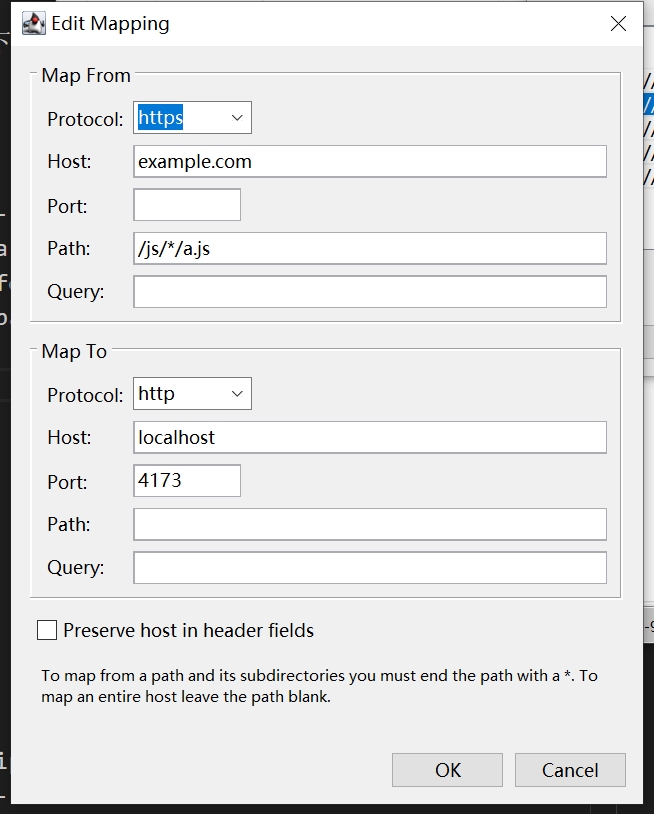 Edit Mapping
Map From
Protocol: https
Host: example.com
Port:
Path: /js/*/a.js
Query:
Map To
Protocol: http
Host: localhost
Port: 4173
Path:
Query:
Preserve host in header fields
To map from a path and its subdirectories you must end the path with a *. To
map an entire host leave the path blank.
OK Cancel